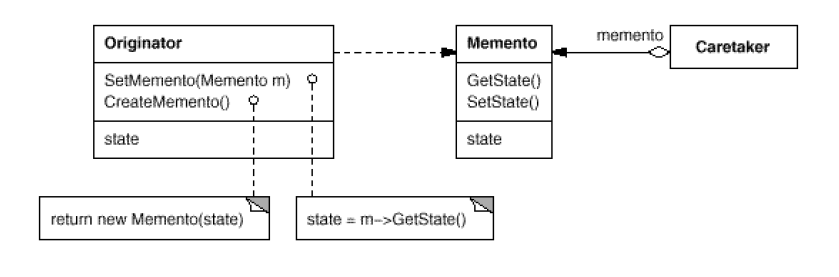 Originator
SetMemento(Memento m)
CreateMemento()
state
Memento
GetState()
SetState()
state
memento
Caretaker
return new Memento(state)
state = m->GetState()